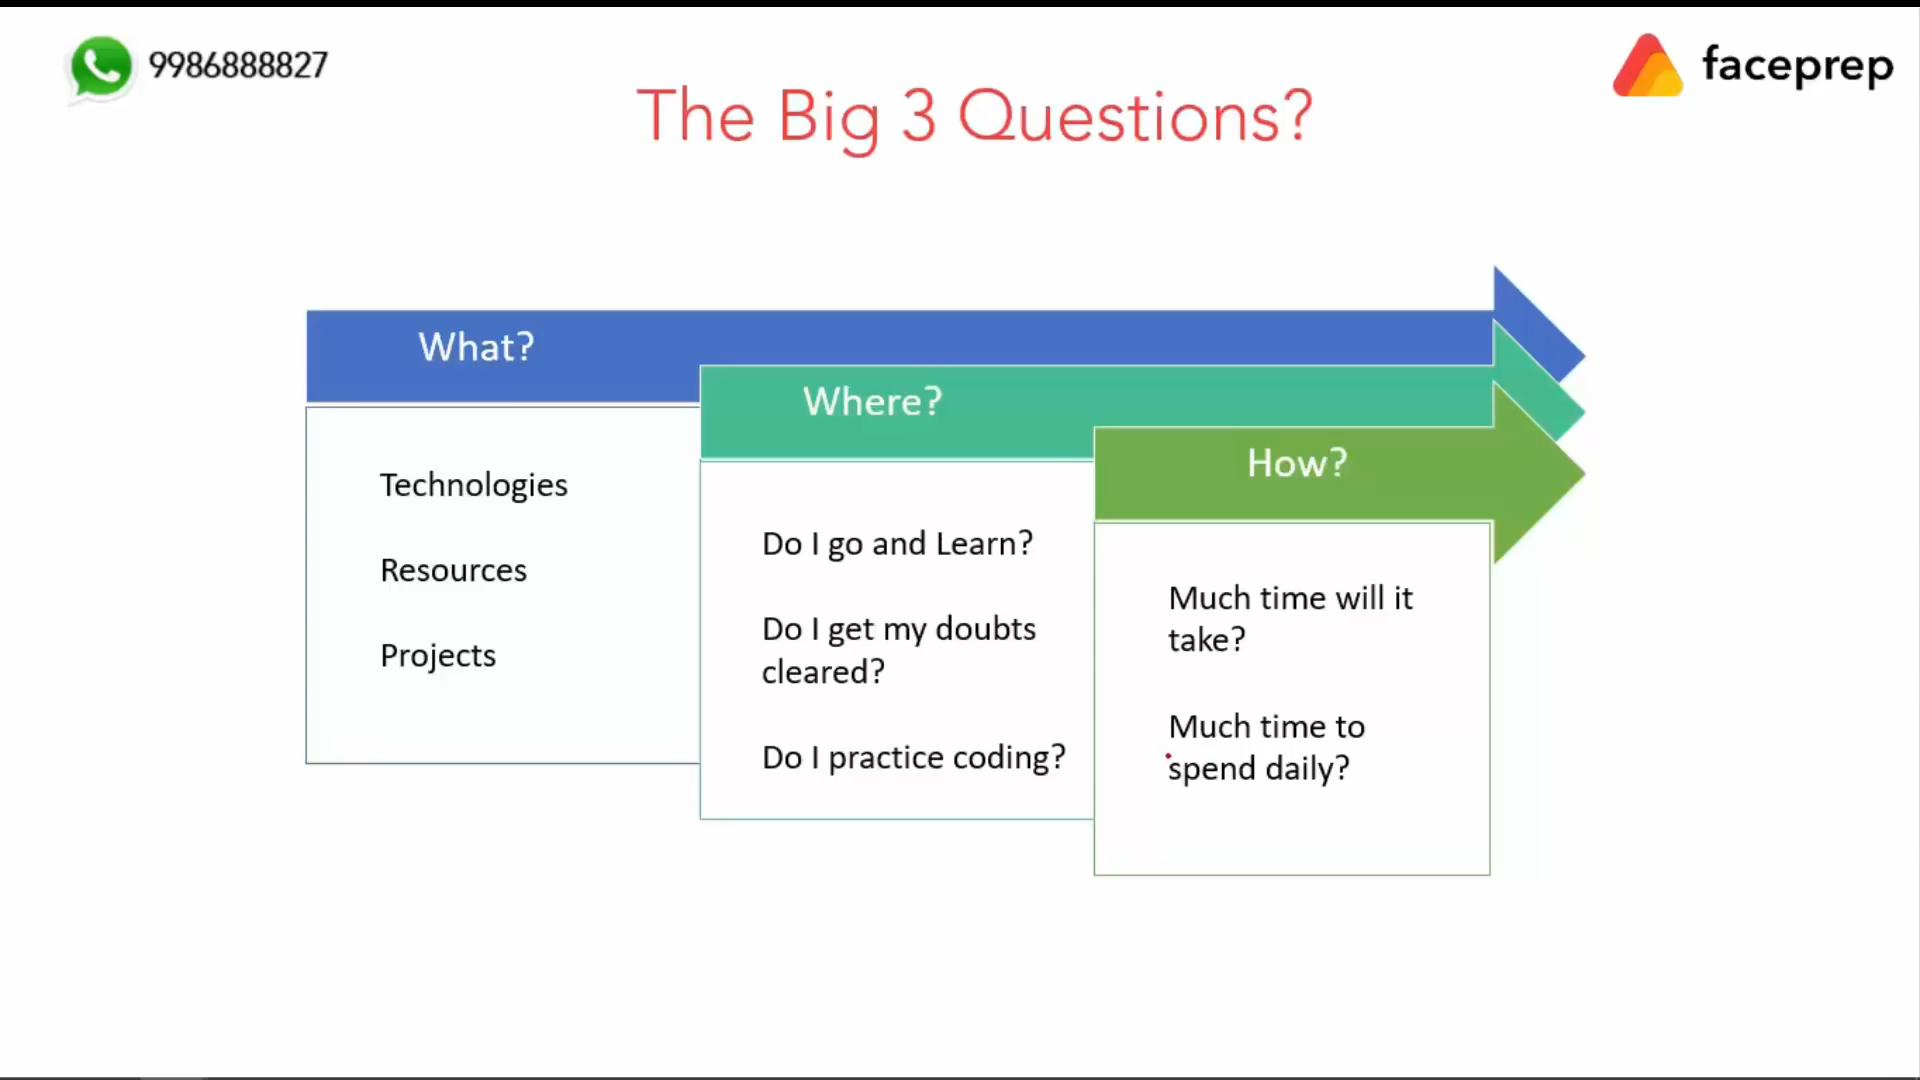 9986888827
faceprep
The Big 3 Questions?
What?
Technologies
Resources
Projects
Where?
Do I go and Learn?
Do I get my doubts
cleared?
Do I practice coding?
How?
Much time will it
take?
Much time to
spend daily?